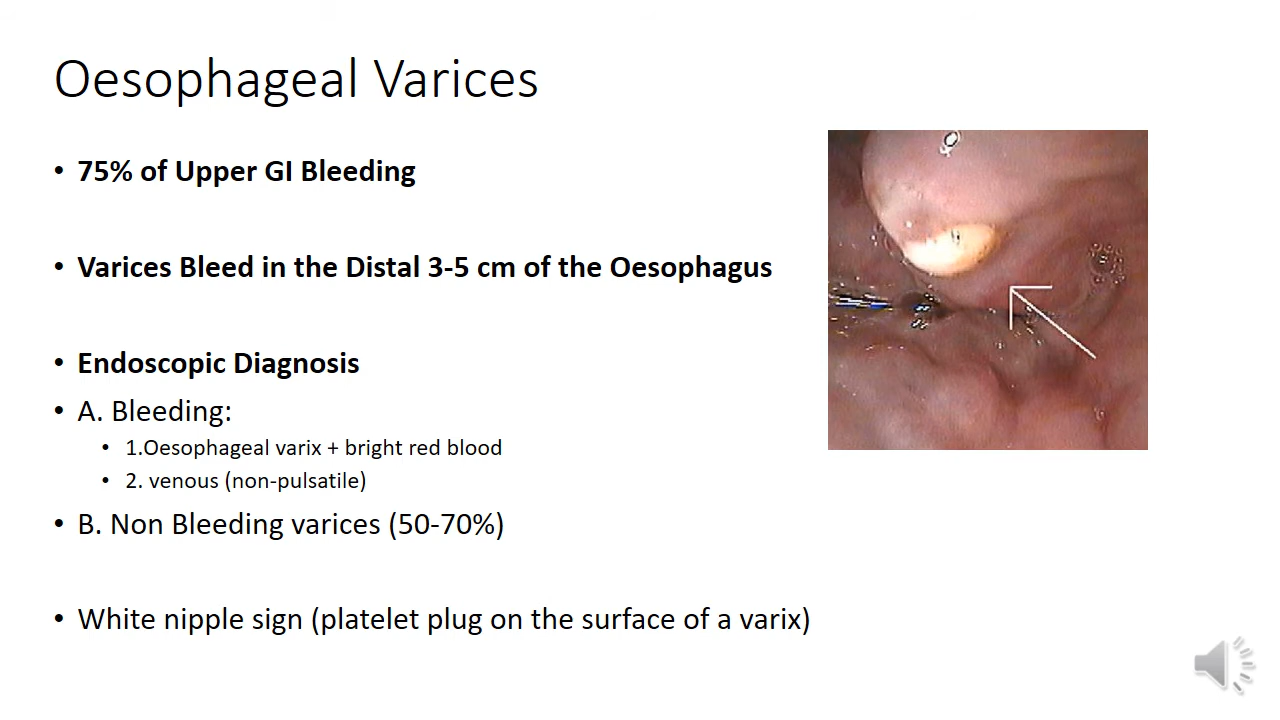 Oesophageal Varices
• 75% of Upper GI Bleeding
• Varices Bleed in the Distal 3-5 cm of the Oesophagus
• Endoscopic Diagnosis
• A. Bleeding:
• 1.Oesophageal varix + bright red blood
• 2. venous (non-pulsatile)
• B. Non Bleeding varices (50-70%)
• White nipple sign (platelet plug on the surface of a varix)